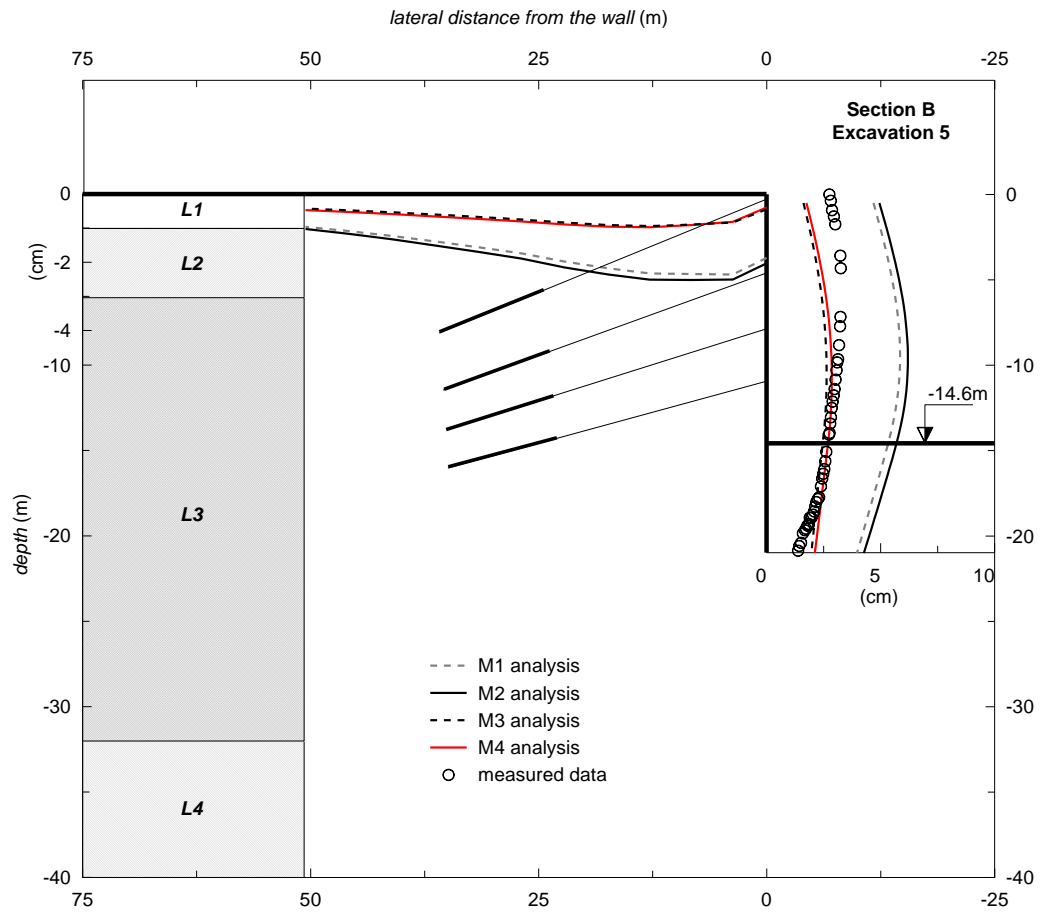 lateral distance from the wall (m)
75 50 25 0 -25
Section B
Excavation 5
0 0
L1
L2
(cm)
-2
-4
-10 -10
-14.6m
L3
depth (m)
-20 -20
0 5 10
(cm)
M1 analysis
M2 analysis
M3 analysis
M4 analysis
measured data
-30 -30
L4
-40 -40
75 50 25 0 -25